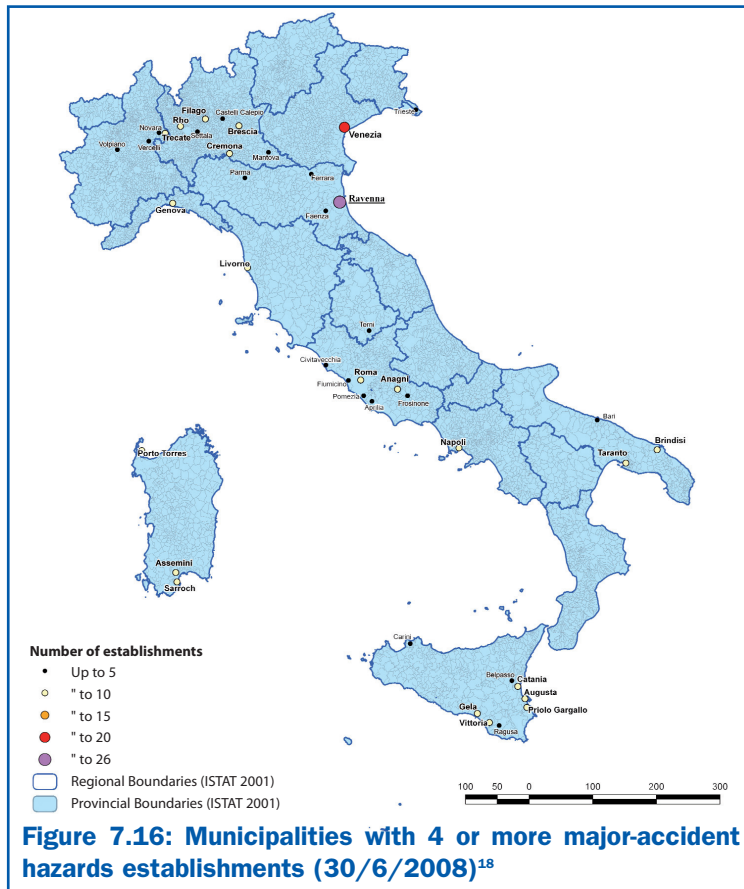 Trieste
Filago
Castelli Calepio
Rho
Novara
Settala
Brescia
Trecate
Venezia
Volpiano
Vercelli
Cremona
Mantova
Parma
Ferrara
Ravenna
Genova
Faenza
Livorno
Terni
Civitavecchia
Roma
Anagni
Fiumicino
Pomezia
Aprilia
Frosinone
Bari
Napoli
Brindisi
Taranto
Porto Torres
Assemini
Sarroch
Carini
Belpasso
Catania
Augusta
Gela
Priolo Gargallo
Vittoria
Ragusa
Number of establishments
Up to 5
" to 10
" to 15
" to 20
" to 26
Regional Boundaries (ISTAT 2001)
Provincial Boundaries (ISTAT 2001)
100 50 0 100 200 300
Figure 7.16: Municipalities with 4 or more major-accident
hazards establishments (30/6/2008)18